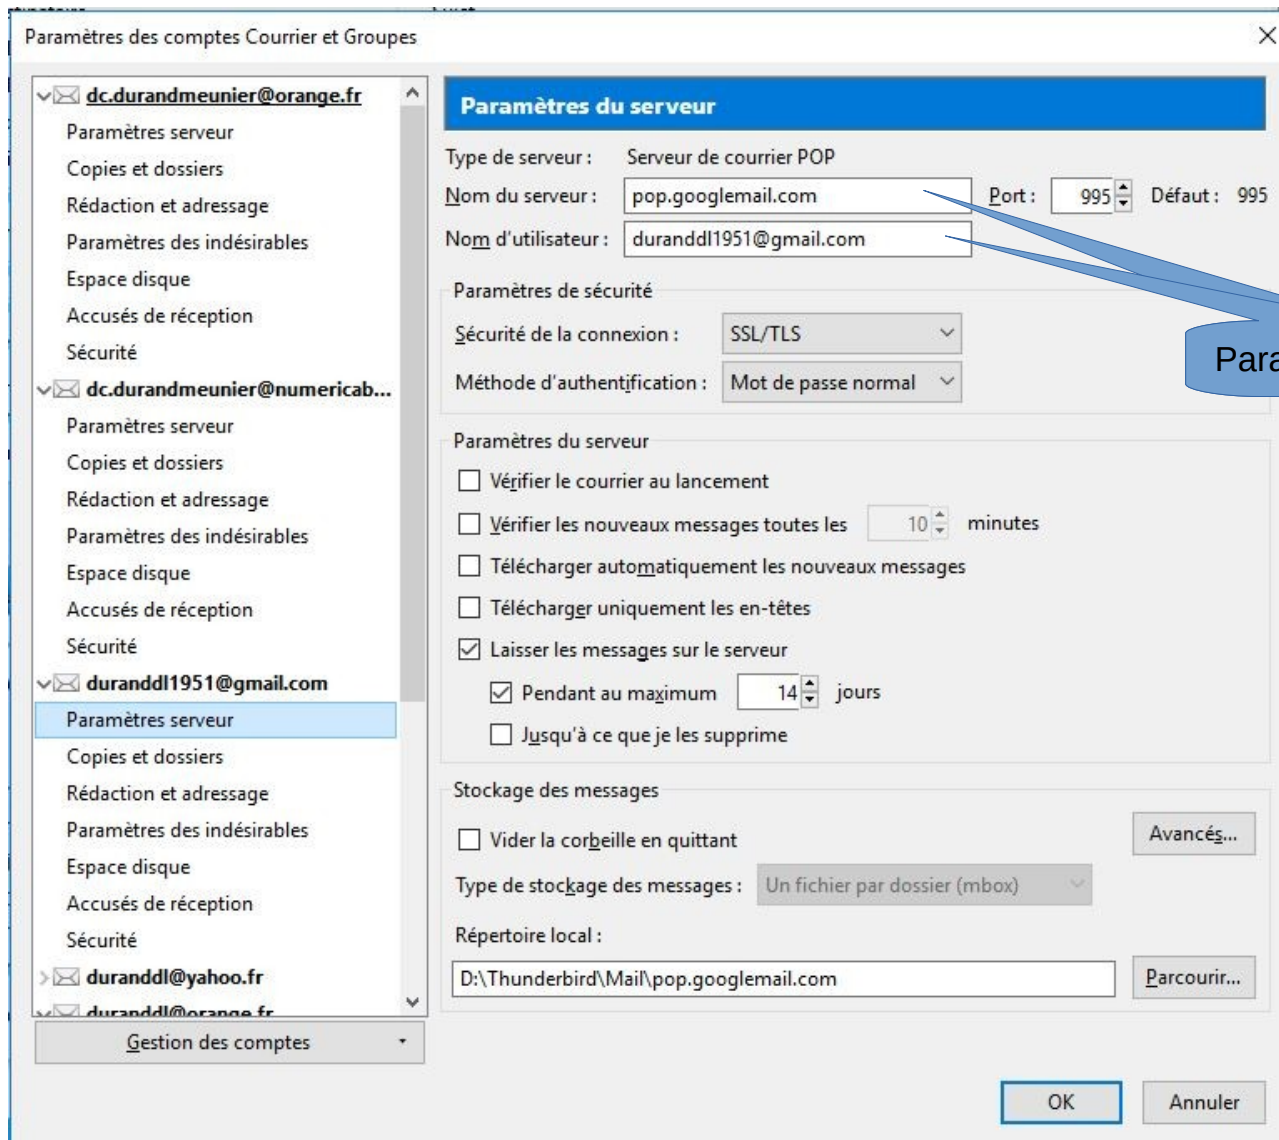 Paramètres des comptes Courrier et Groupes
dc.durandmeunier@orange.fr
Paramètres serveur
Copies et dossiers
Rédaction et adressage
Paramètres des indésirables
Espace disque
Accusés de réception
Sécurité
dc.durandmeunier@numericab...
Paramètres serveur
Copies et dossiers
Rédaction et adressage
Paramètres des indésirables
Espace disque
Accusés de réception
Sécurité
duranddl1951@gmail.com
Paramètres serveur
Copies et dossiers
Rédaction et adressage
Paramètres des indésirables
Espace disque
Accusés de réception
Sécurité
duranddl@yahoo.fr
duranddl@orange.fr
Gestion des comptes
Paramètres du serveur
Type de serveur : Serveur de courrier POP
Nom du serveur : pop.googlemail.com Port : 995 Défaut : 995
Nom d'utilisateur : duranddl1951@gmail.com
Paramètres de sécurité
Sécurité de la connexion : SSL/TLS
Méthode d'authentification : Mot de passe normal
Para
Paramètres du serveur
Vérifier le courrier au lancement
Vérifier les nouveaux messages toutes les 10 minutes
Télécharger automatiquement les nouveaux messages
Télécharger uniquement les en-têtes
Laisser les messages sur le serveur
Pendant au maximum 14 jours
Jusqu'à ce que je les supprime
Stockage des messages
Vider la corbeille en quittant Avancés...
Type de stockage des messages : Un fichier par dossier (mbox)
Répertoire local :
D:\Thunderbird\Mail\pop.googlemail.com Parcourir...
OK Annuler